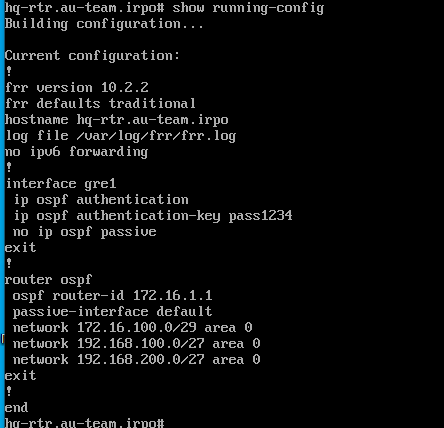 hq-rtr.au-team.irpo# show running-config
Building configuration...

Current configuration:
!
frr version 10.2.2
frr defaults traditional
hostname hq-rtr.au-team.irpo
log file /var/log/frr/frr.log
no ipv6 forwarding
!
interface gre1
 ip ospf authentication
 ip ospf authentication-key pass1234
 no ip ospf passive
exit
!
router ospf
 ospf router-id 172.16.1.1
 passive-interface default
 network 172.16.100.0/29 area 0
 network 192.168.100.0/27 area 0
 network 192.168.200.0/27 area 0
exit
!
end
hq-rtr.au-team.irpo#